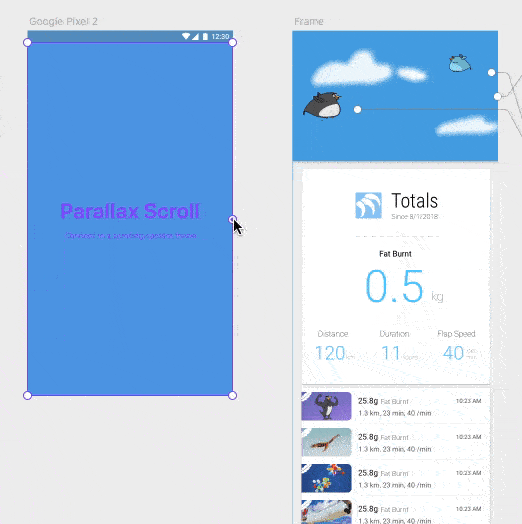 Google Pixel 2
12:30
Parallax Scroll
Frame
Totals
Since 8/1/2018
Fat Burnt
0.5 kg
Distance Duration Flap Speed
120 11 40
25.8g Fat Burnt 10:23 AM
1.3 km, 23 min, 40 /min
25.8g Fat Burnt 10:23 AM
1.3 km, 23 min, 40 /min
25.8g Fat Burnt 10:23 AM
1.3 km, 23 min, 40 /min
25.8g Fat Burnt 10:23 AM
1.3 km, 23 min, 40 /min